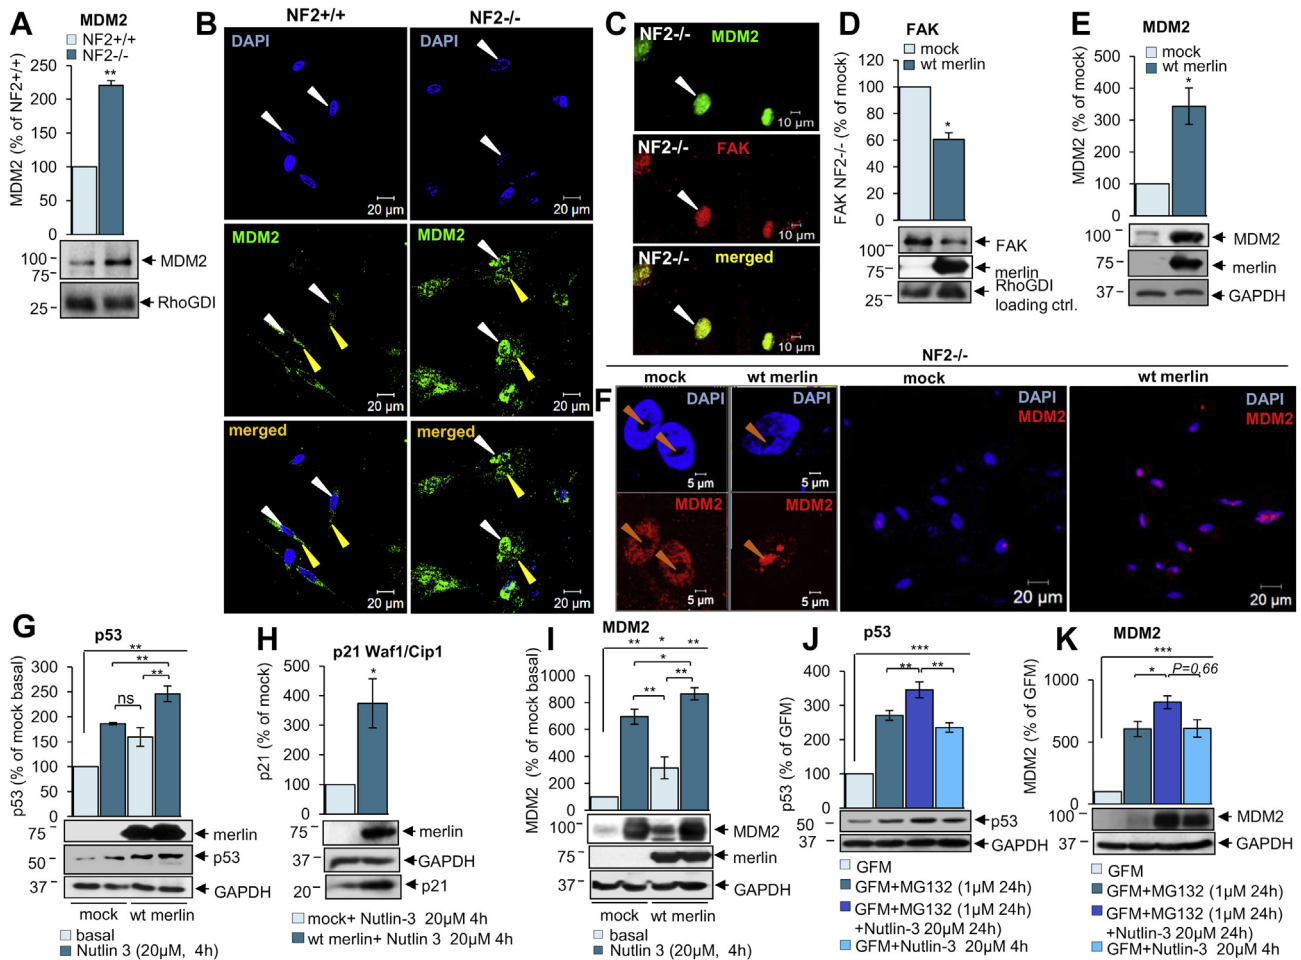 A
MDM2
NF2+/+
NF2-/-
MDM2 (% of NF2+/+)
250
200
150
100
50
0
**
100
75
25
MDM2
RhoGDI
B
NF2+/+
NF2-/-
DAPI
DAPI
20 µm
20 µm
MDM2
MDM2
20 µm
20 µm
merged
merged
20 µm
20 µm
C
NF2-/- MDM2
10 µm
NF2-/- FAK
10 µm
NF2-/- merged
10 µm
D
FAK
mock
wt merlin
FAK NF2-/- (% of mock)
120
100
80
60
40
20
0
*
100
75
25
FAK
merlin
RhoGDI
loading ctrl.
E
MDM2
mock
wt merlin
MDM2 (% of mock)
500
400
300
200
100
0
*
100
75
37
MDM2
merlin
GAPDH
NF2-/-
F
mock
wt merlin
mock
wt merlin
DAPI
5 µm
DAPI
5 µm
MDM2
5 µm
MDM2
5 µm
DAPI
MDM2
20 µm
DAPI
MDM2
20 µm
G
p53
p53 (% of mock basal)
300
250
200
150
100
50
0
**
**
**
ns
75
50
37
merlin
p53
GAPDH
mock
wt merlin
basal
Nutlin 3 (20µM, 4h)
H
p21 Waf1/Cip1
p21 (% of mock)
500
400
300
200
100
0
*
75
37
20
merlin
GAPDH
p21
mock+ Nutlin-3 20µM 4h
wt merlin+ Nutlin 3 20µM 4h
I
MDM2
MDM2 (% of mock basal)
1000
800
600
400
200
0
** * **
*
**
**
100
75
37
MDM2
merlin
GAPDH
mock
wt merlin
basal
Nutlin 3 (20µM, 4h)
J
p53
p53 (% of GFM)
400
300
200
100
0
***
**
**
50
37
p53
GAPDH
GFM
GFM+MG132 (1µM 24h)
GFM+MG132 (1µM 24h)
+Nutlin-3 20µM 24h)
GFM+Nutlin-3 20µM 4h
K
MDM2
MDM2 (% of GFM)
1000
500
0
***
*
P=0.66
100
37
MDM2
GAPDH
GFM
GFM+MG132 (1µM 24h)
GFM+MG132 (1µM 24h)
+Nutlin-3 20µM 24h)
GFM+Nutlin-3 20µM 4h